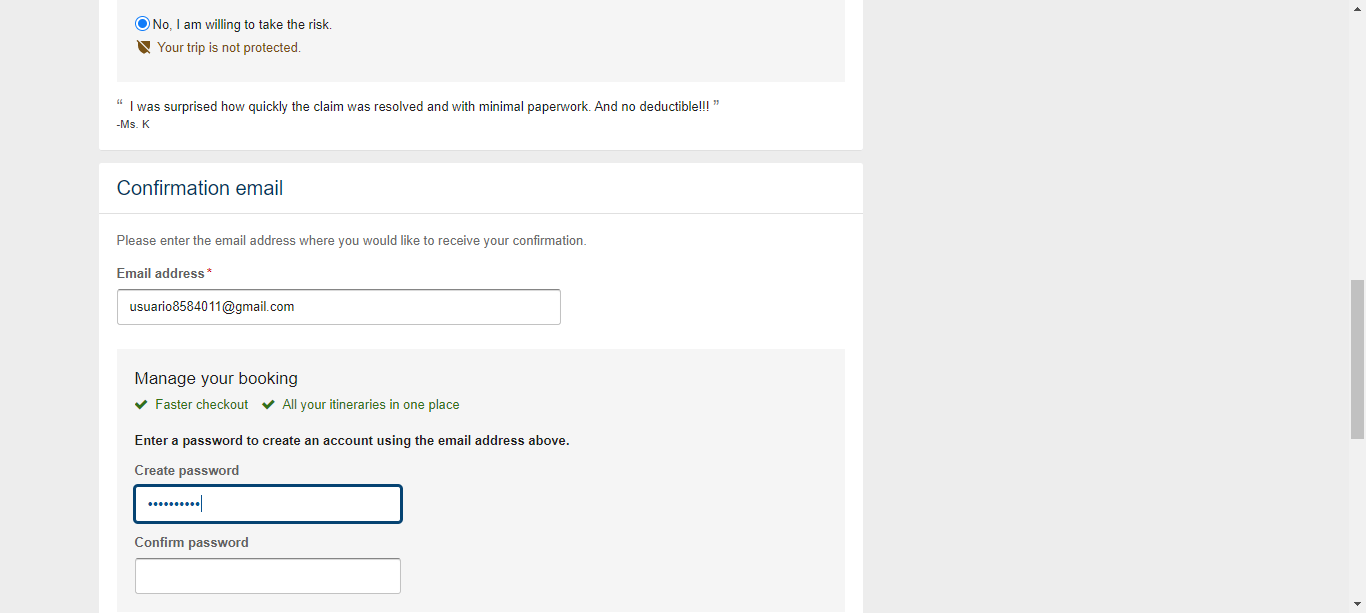 No, I am willing to take the risk.
Your trip is not protected.
“ I was surprised how quickly the claim was resolved and with minimal paperwork. And no deductible!!! ”
-Ms. K
Confirmation email
Please enter the email address where you would like to receive your confirmation.
Email address*
usuario8584011@gmail.com
Manage your booking
Faster checkout All your itineraries in one place
Enter a password to create an account using the email address above.
Create password
••••••••••
Confirm password